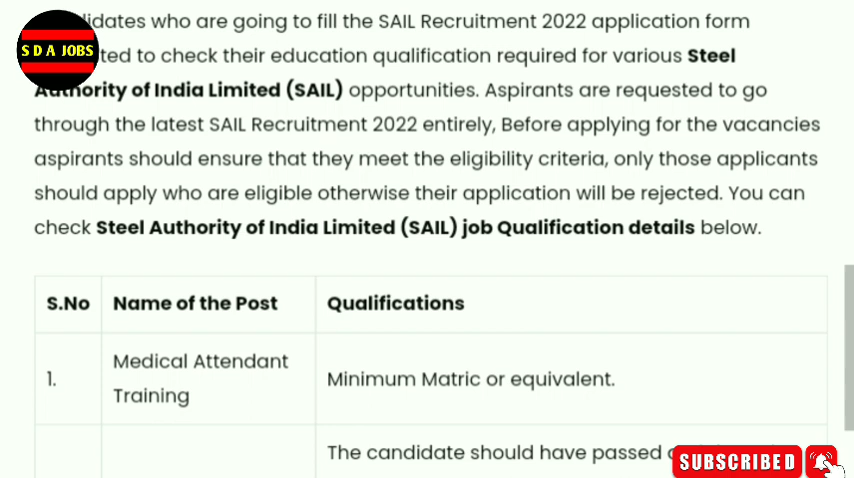 S D A JOBS
idates who are going to fill the SAIL Recruitment 2022 application form
ted to check their education qualification required for various Steel
Authority of India Limited (SAIL) opportunities. Aspirants are requested to go
through the latest SAIL Recruitment 2022 entirely, Before applying for the vacancies
aspirants should ensure that they meet the eligibility criteria, only those applicants
should apply who are eligible otherwise their application will be rejected. You can
check Steel Authority of India Limited (SAIL) job Qualification details below.
S.No Name of the Post Qualifications
1. Medical Attendant Training Minimum Matric or equivalent.
The candidate should have passed
SUBSCRIBED